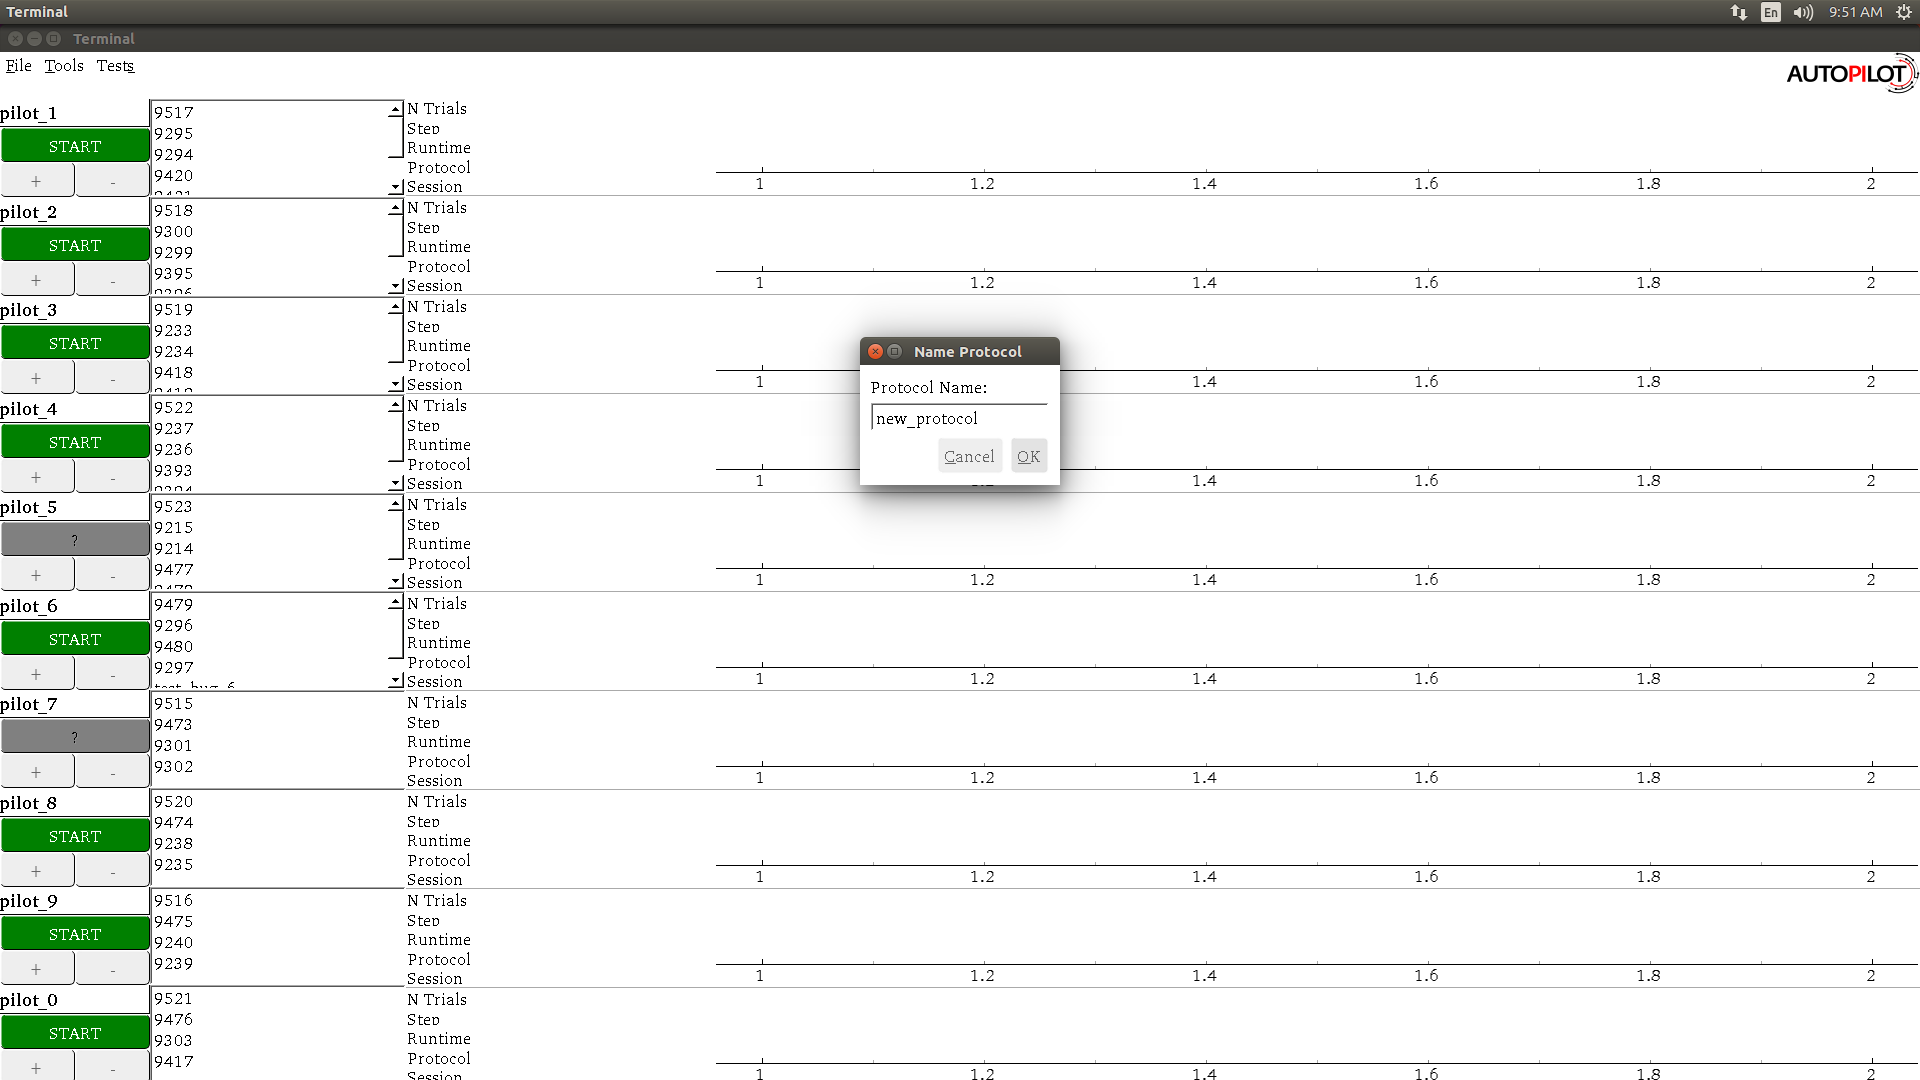 Terminal
En
9:51 AM
Terminal
File Tools Tests
AUTOPILOT
pilot_1
START
+ -
9517
9295
9294
9420
N Trials
Step
Runtime
Protocol
Session
1 1.2 1.4 1.6 1.8 2
pilot_2
START
+ -
9518
9300
9299
9395
N Trials
Step
Runtime
Protocol
Session
1 1.2 1.4 1.6 1.8 2
pilot_3
START
+ -
9519
9233
9234
9418
N Trials
Step
Runtime
Protocol
Session
1 1.4 1.6 1.8 2
Name Protocol
Protocol Name:
new_protocol
Cancel OK
pilot_4
START
+ -
9522
9237
9236
9393
N Trials
Step
Runtime
Protocol
Session
1 1.4 1.6 1.8 2
pilot_5
?
+ -
9523
9215
9214
9477
N Trials
Step
Runtime
Protocol
Session
1 1.2 1.4 1.6 1.8 2
pilot_6
START
+ -
9479
9296
9480
9297
N Trials
Step
Runtime
Protocol
Session
1 1.2 1.4 1.6 1.8 2
pilot_7
?
+ -
9515
9473
9301
9302
N Trials
Step
Runtime
Protocol
Session
1 1.2 1.4 1.6 1.8 2
pilot_8
START
+ -
9520
9474
9238
9235
N Trials
Step
Runtime
Protocol
Session
1 1.2 1.4 1.6 1.8 2
pilot_9
START
+ -
9516
9475
9240
9239
N Trials
Step
Runtime
Protocol
Session
1 1.2 1.4 1.6 1.8 2
pilot_0
START
+ -
9521
9476
9303
9417
N Trials
Step
Runtime
Protocol
Session
1 1.2 1.4 1.6 1.8 2